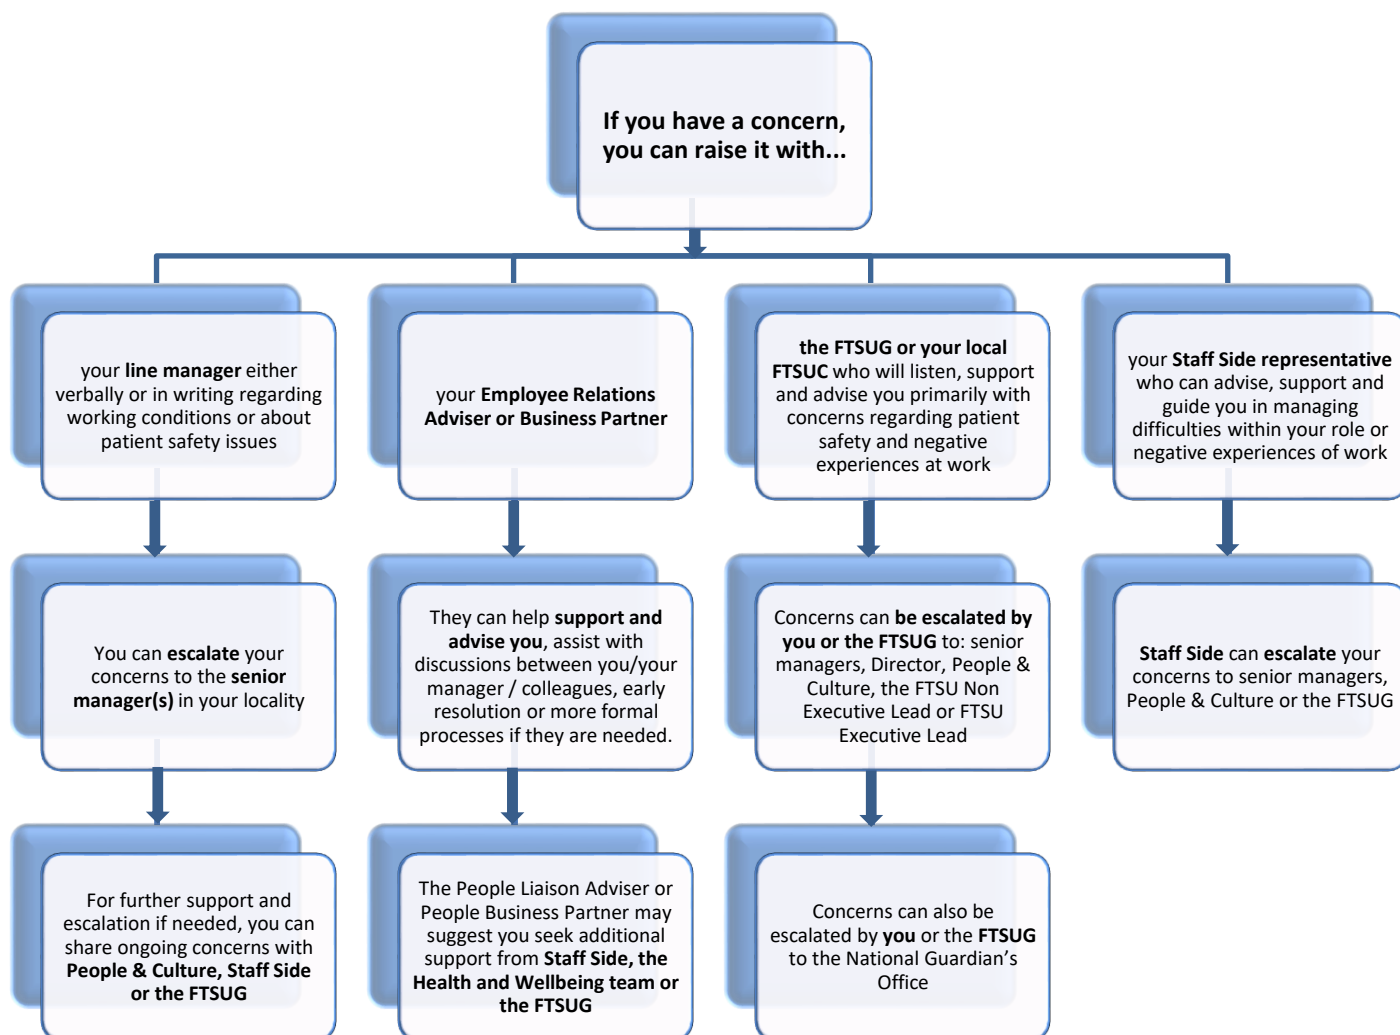 If you have a concern,
you can raise it with...
your line manager either
verbally or in writing regarding
working conditions or about
patient safety issues
your Employee Relations
Adviser or Business Partner
the FTSUG or your local
FTSUC who will listen, support
and advise you primarily with
concerns regarding patient
safety and negative
experiences at work
your Staff Side representative
who can advise, support and
guide you in managing
difficulties within your role or
negative experiences of work
You can escalate your
concerns to the senior
manager(s) in your locality
They can help support and
advise you, assist with
discussions between you/your
manager / colleagues, early
resolution or more formal
processes if they are needed.
Concerns can be escalated by
you or the FTSUG to: senior
managers, Director, People &
Culture, the FTSU Non
Executive Lead or FTSU
Executive Lead
Staff Side can escalate your
concerns to senior managers,
People & Culture or the FTSUG
For further support and
escalation if needed, you can
share ongoing concerns with
People & Culture, Staff Side
or the FTSUG
The People Liaison Adviser or
People Business Partner may
suggest you seek additional
support from Staff Side, the
Health and Wellbeing team or
the FTSUG
Concerns can also be
escalated by you or the FTSUG
to the National Guardian's
Office